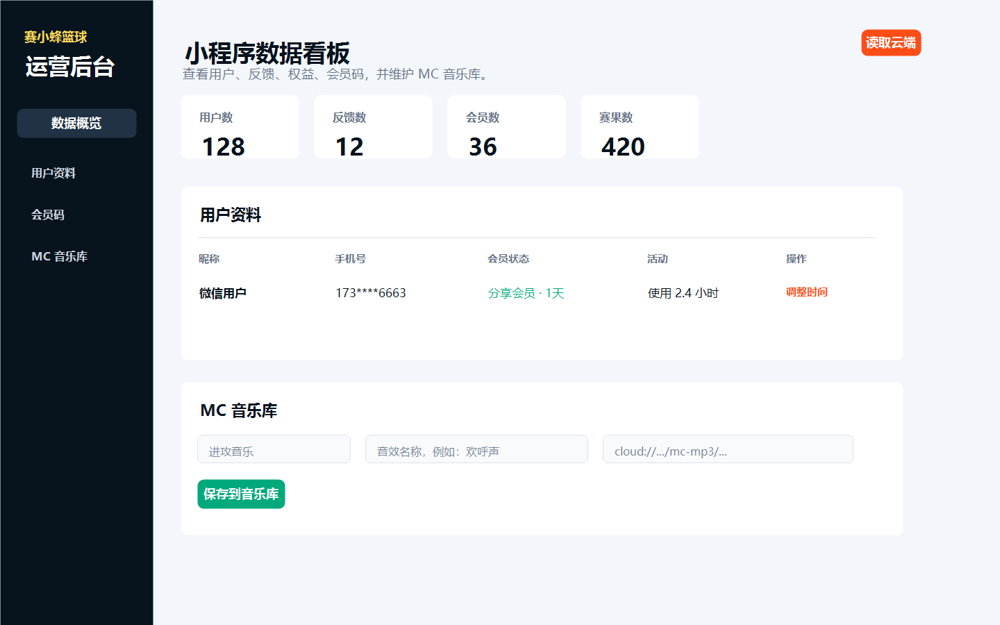 赛小蜂篮球
运营后台
数据概览
用户资料
会员码
MC 音乐库
小程序数据看板
读取云端
查看用户、反馈、权益、会员码，并维护 MC 音乐库。
用户数 反馈数 会员数 赛果数
128 12 36 420
用户资料
昵称 手机号 会员状态 活动 操作
微信用户 173****6663 分享会员 · 1天 使用 2.4 小时 调整时间
MC 音乐库
进攻音乐 音效名称，例如：欢呼声 cloud://.../mc-mp3/...
保存到音乐库